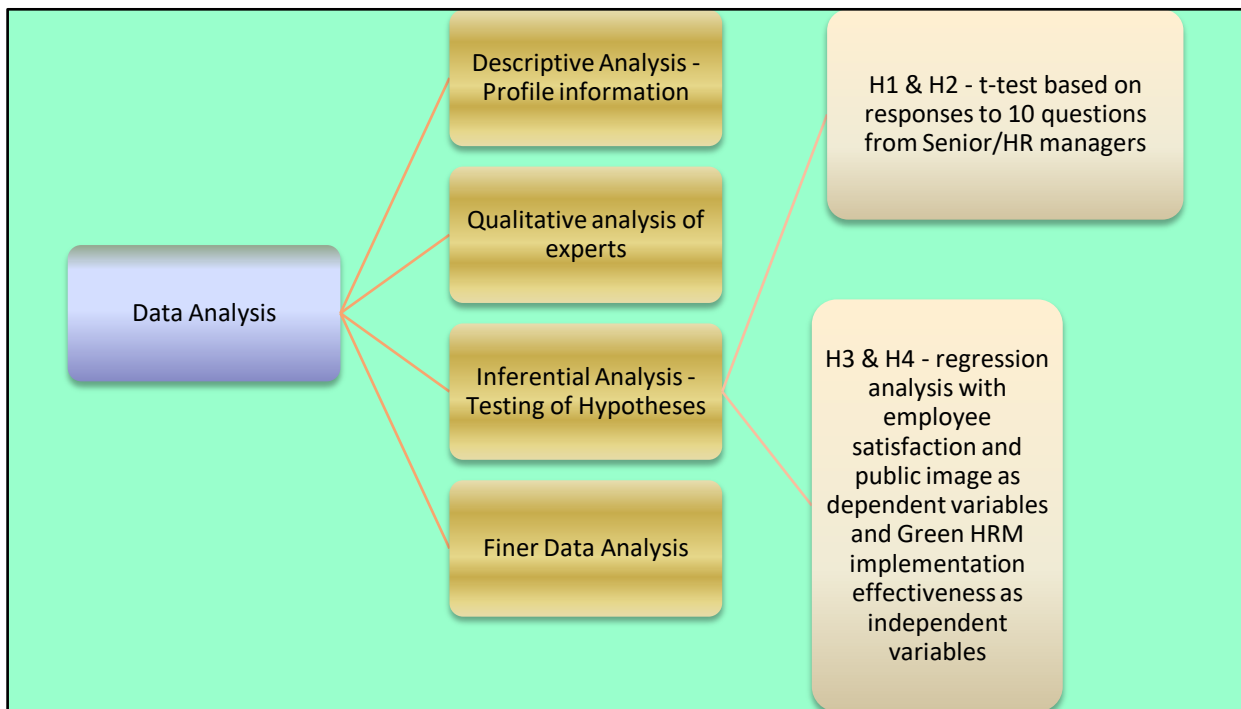 Data Analysis
Descriptive Analysis -
Profile information
Qualitative analysis of
experts
Inferential Analysis -
Testing of Hypotheses
Finer Data Analysis
H1 & H2 - t-test based on
responses to 10 questions
from Senior/HR managers
H3 & H4 - regression
analysis with
employee
satisfaction and
public image as
dependent variables
and Green HRM
implementation
effectiveness as
independent
variables